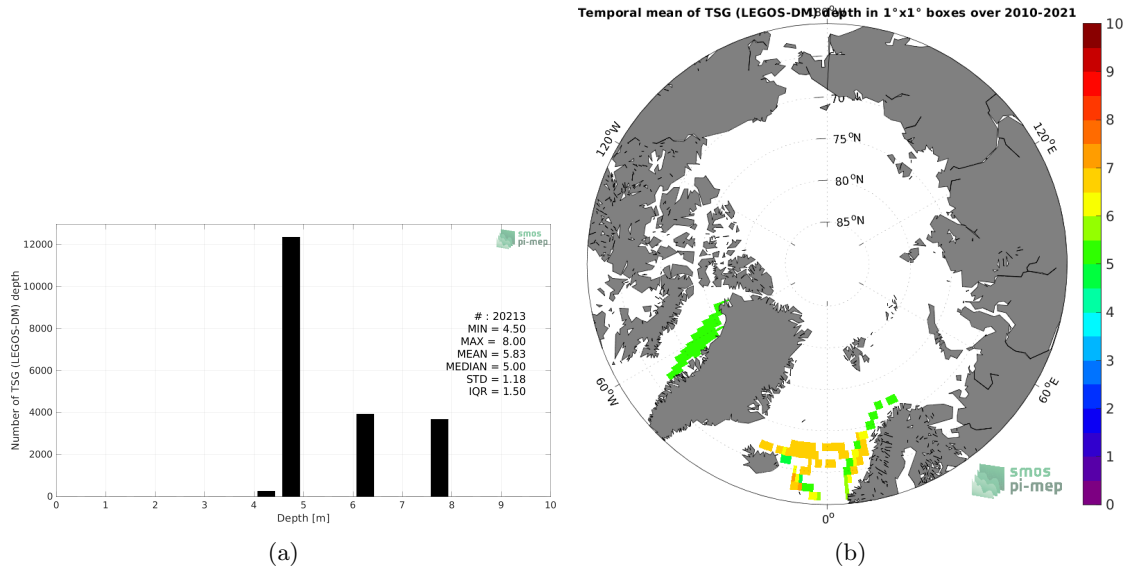 Temporal mean of TSG (LEGOS-DM) depth in 1°x1° boxes over 2010-2021
12000
10000
8000
6000
4000
2000
0
Number of TSG (LEGOS-DM) depth
smos
pi-mep
# : 20213
MIN = 4.50
MAX = 8.00
MEAN = 5.83
MEDIAN = 5.00
STD = 1.18
IQR = 1.50
0 1 2 3 4 5 6 7 8 9 10
Depth [m]
(a)
120°W
60°W
0°
60°E
120°E
75°N
80°N
85°N
10
9
8
7
6
5
4
3
2
1
0
smos
pi-mep
(b)